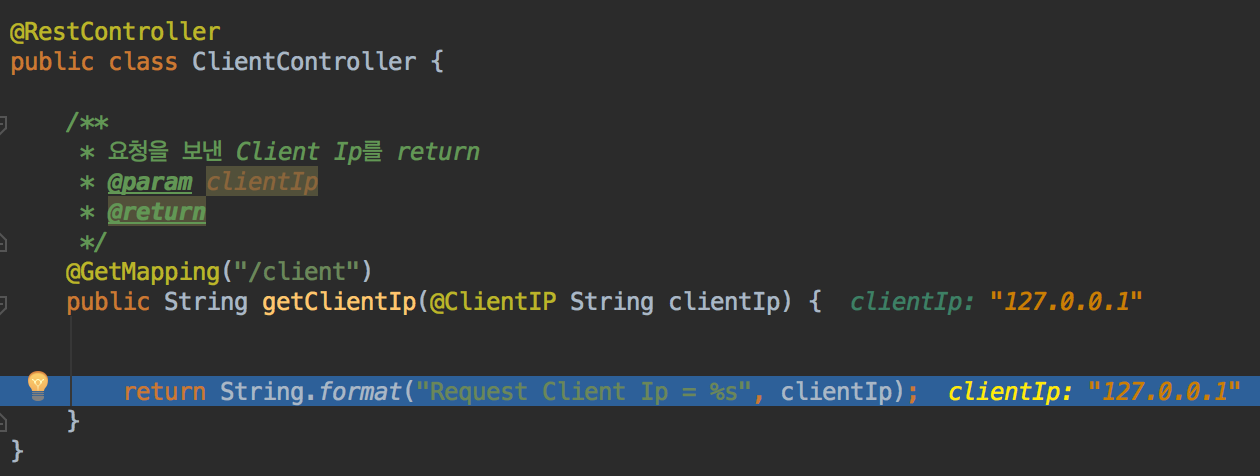 @RestController
public class ClientController {
/**
* 요청을 보낸 Client Ip를 return
* @param clientIp
* @return
*/
@GetMapping("/client")
public String getClientIp(@ClientIP String clientIp) { clientIp: "127.0.0.1"
return String.format("Request Client Ip = %s", clientIp); clientIp: "127.0.0.1"
}
}